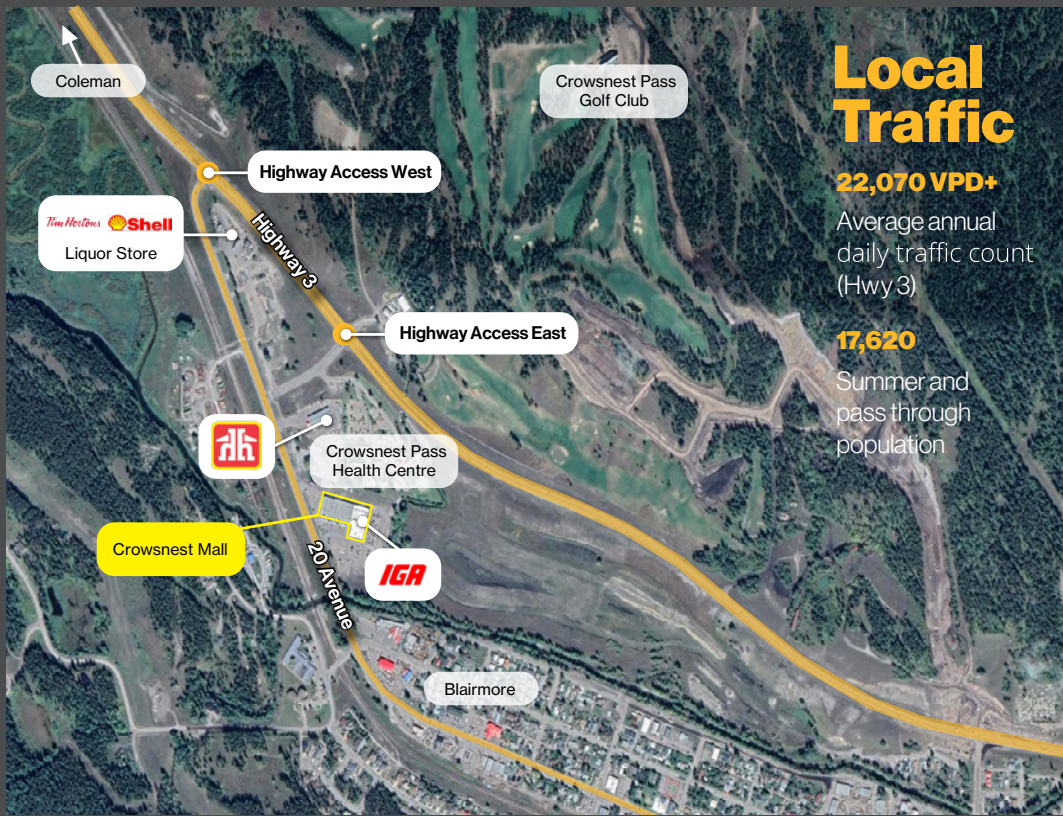 Local
Traffic
22,070 VPD+
Average annual
daily traffic count
(Hwy 3)
17,620
Summer and
pass through
population
Coleman
Crowsnest Pass
Golf Club
Highway Access West
Tim Hortons Shell
Liquor Store
Highway 3
Highway Access East
Crowsnest Pass
Health Centre
Crowsnest Mall
IGA
20 Avenue
Blairmore